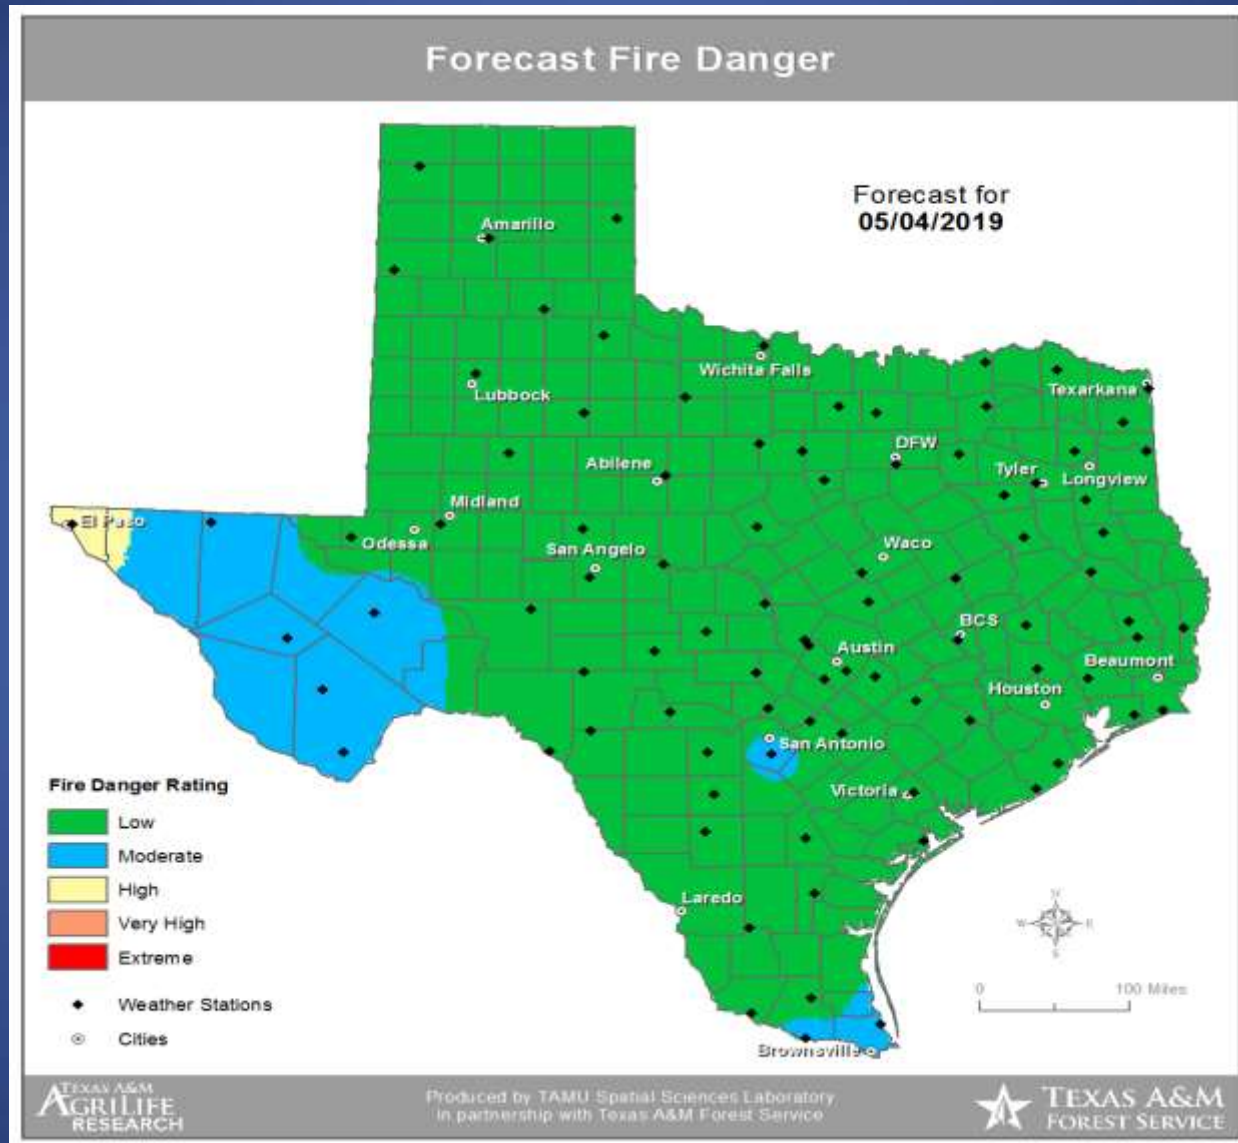 Forecast Fire Danger
Forecast for
05/04/2019
Amarillo
Wichita Falls
Texarkana
Lubbock
DFW
Abilene
Tyler
Longview
Midland
El Paso
Odessa
San Angelo
Waco
BCS
Austin
Beaumont
Houston
San Antonio
Victoria
Laredo
Brownsville
Fire Danger Rating
Low
Moderate
High
Very High
Extreme
Weather Stations
Cities
N
W E
S
0 100 Miles
TEXAS A&M
AGRILIFE
RESEARCH
Produced by TAMU Spatial Sciences Laboratory
in partnership with Texas A&M Forest Service
TEXAS A&M
FOREST SERVICE